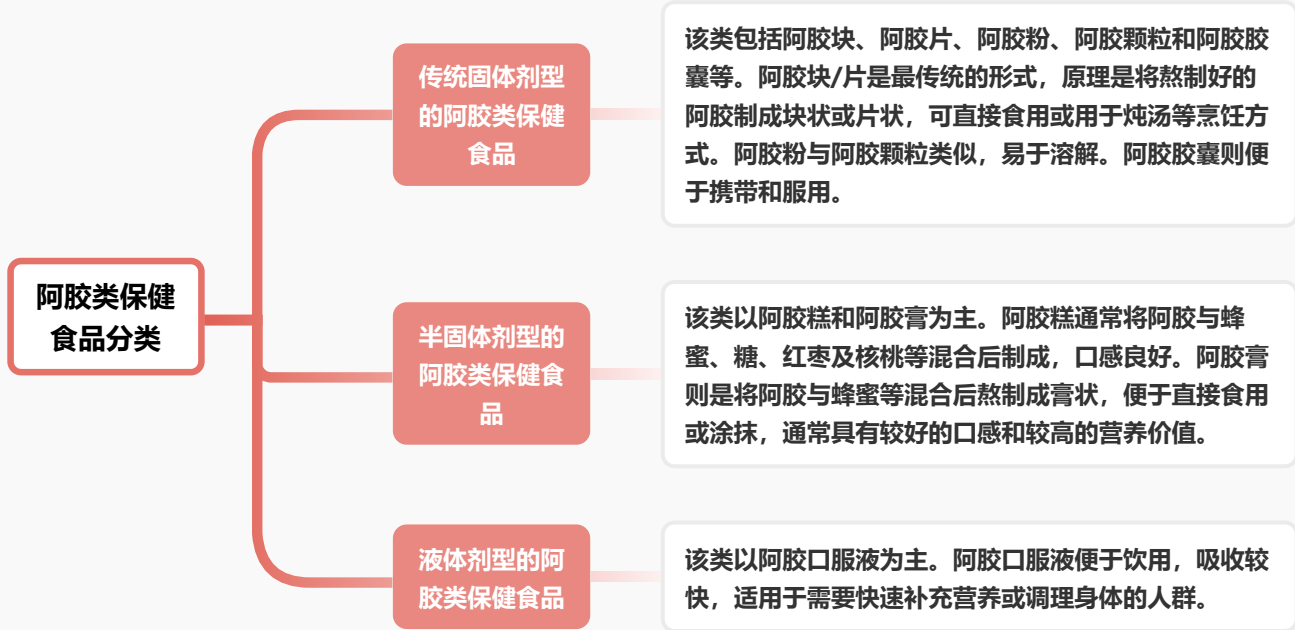 阿胶类保健
食品分类
传统固体剂型
的阿胶类保健
食品
该类包括阿胶块、阿胶片、阿胶粉、阿胶颗粒和阿胶胶
囊等。阿胶块/片是最传统的形式，原理是将熬制好的
阿胶制成块状或片状，可直接食用或用于炖汤等烹饪方
式。阿胶粉与阿胶颗粒类似，易于溶解。阿胶胶囊则便
于携带和服用。
半固体剂型的
阿胶类保健食
品
该类以阿胶糕和阿胶膏为主。阿胶糕通常将阿胶与蜂
蜜、糖、红枣及核桃等混合后制成，口感良好。阿胶膏
则是将阿胶与蜂蜜等混合后熬制成膏状，便于直接食用
或涂抹，通常具有较好的口感和较高的营养价值。
液体剂型的阿
胶类保健食品
该类以阿胶口服液为主。阿胶口服液便于饮用，吸收较
快，适用于需要快速补充营养或调理身体的人群。